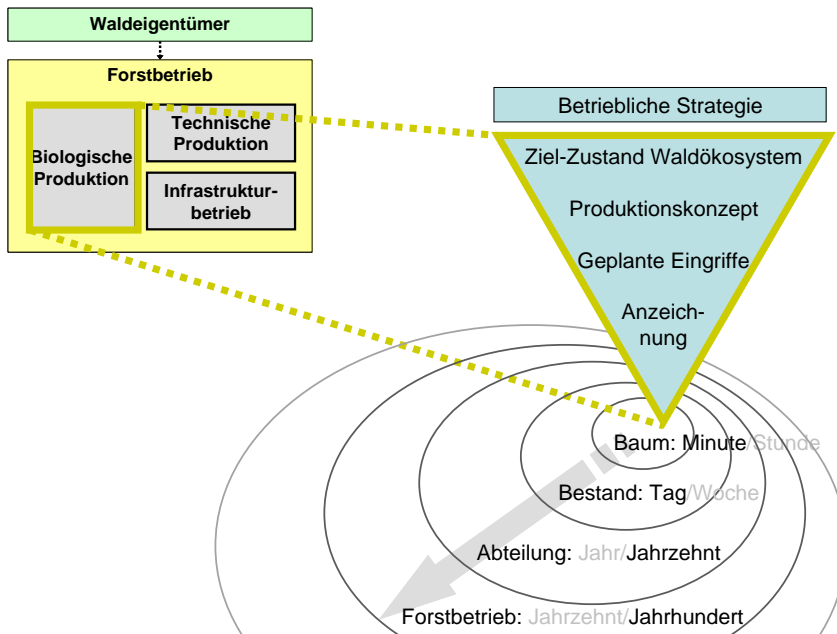 Waldeigentümer
Forstbetrieb
Biologische
Produktion
Technische
Produktion
Infrastruktur-
betrieb
Betriebliche Strategie
Ziel-Zustand Waldökosystem
Produktionskonzept
Geplante Eingriffe
Anzeich-
nung
Baum: Minute/Stunde
Bestand: Tag/Woche
Abteilung: Jahr/Jahrzehnt
Forstbetrieb: Jahrzehnt/Jahrhundert